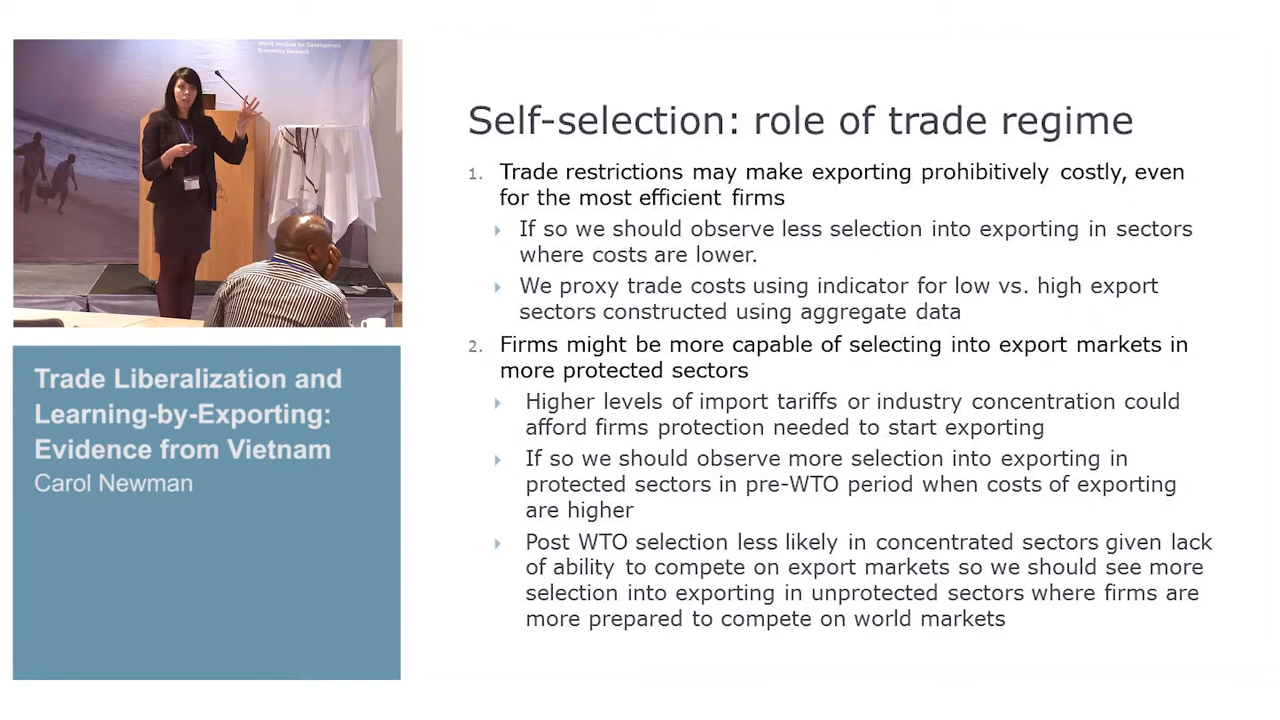 World Institute for Development
Economics Research
Self-selection: role of trade regime
1. Trade restrictions may make exporting prohibitively costly, even
for the most efficient firms
If so we should observe less selection into exporting in sectors
where costs are lower.
We proxy trade costs using indicator for low vs. high export
sectors constructed using aggregate data
2. Firms might be more capable of selecting into export markets in
more protected sectors
Higher levels of import tariffs or industry concentration could
afford firms protection needed to start exporting
If so we should observe more selection into exporting in
protected sectors in pre-WTO period when costs of exporting
are higher
Post WTO selection less likely in concentrated sectors given lack
of ability to compete on export markets so we should see more
selection into exporting in unprotected sectors where firms are
more prepared to compete on world markets
Trade Liberalization and
Learning-by-Exporting:
Evidence from Vietnam
Carol Newman